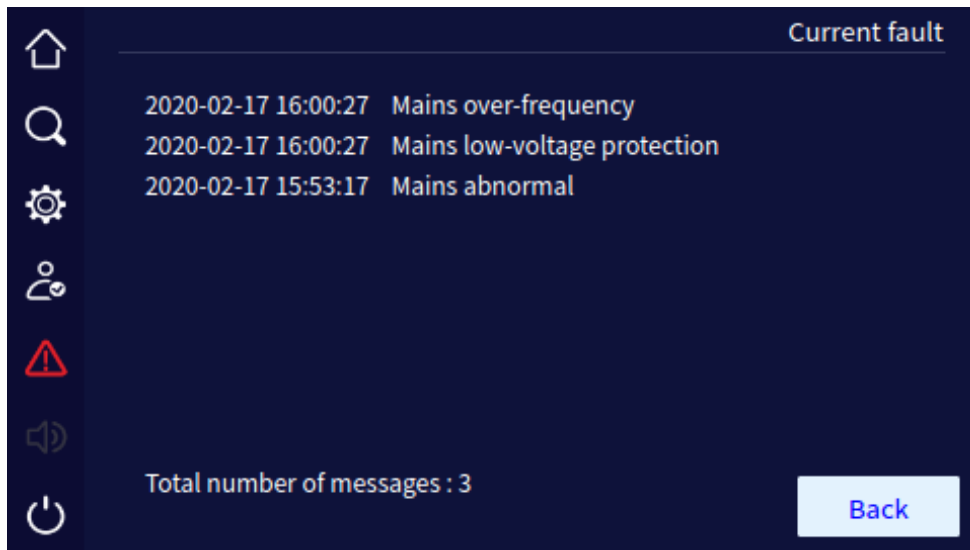 Current fault
2020-02-17 16:00:27 Mains over-frequency
2020-02-17 16:00:27 Mains low-voltage protection
2020-02-17 15:53:17 Mains abnormal
Total number of messages : 3
Back